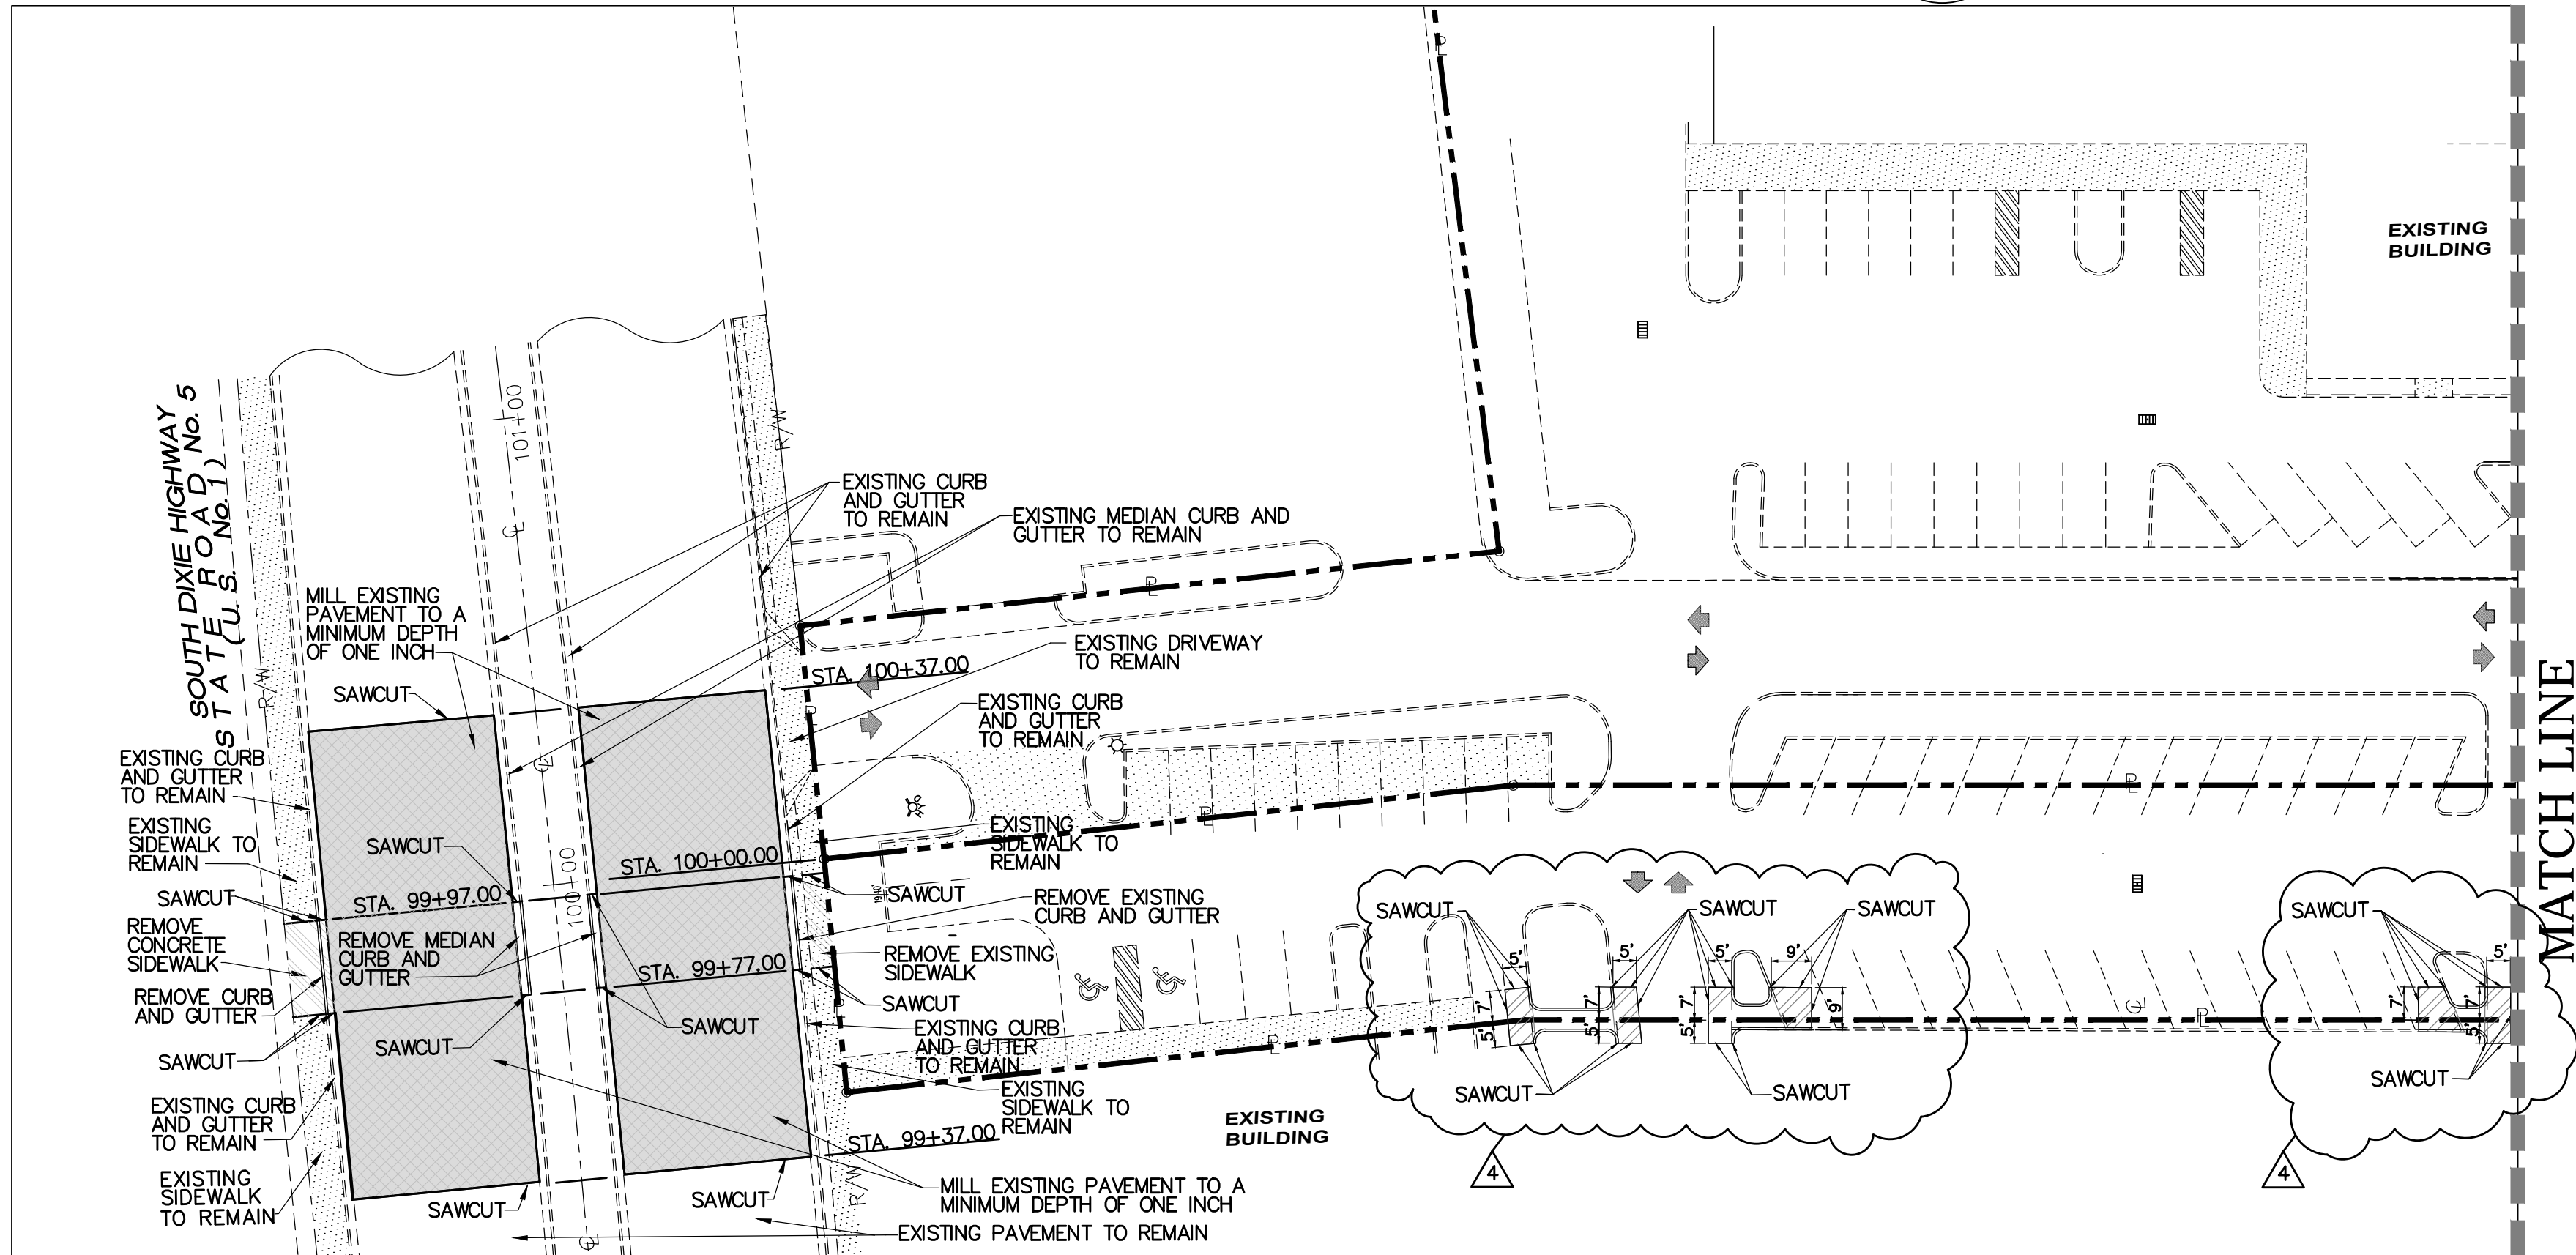 SOUTH DIXIE HIGHWAY
STATE ROAD No. 5
(U.S. No. 1)
R/W
R/W
R/W
101+00
100+00
EXISTING
BUILDING
EXISTING CURB
AND GUTTER
TO REMAIN
EXISTING MEDIAN CURB AND
GUTTER TO REMAIN
MILL EXISTING
PAVEMENT TO A
MINIMUM DEPTH
OF ONE INCH
SAWCUT
EXISTING DRIVEWAY
TO REMAIN
STA. 100+37.00
EXISTING CURB
AND GUTTER
TO REMAIN
EXISTING CURB
AND GUTTER
TO REMAIN
EXISTING
SIDEWALK TO
REMAIN
SAWCUT
EXISTING
SIDEWALK TO
REMAIN
STA. 100+00.00
SAWCUT
STA. 99+97.00
SAWCUT
REMOVE EXISTING
CURB AND GUTTER
REMOVE
CONCRETE
SIDEWALK
REMOVE MEDIAN
CURB AND
GUTTER
STA. 99+77.00
REMOVE EXISTING
SIDEWALK
REMOVE CURB
AND GUTTER
SAWCUT
SAWCUT
EXISTING CURB
AND GUTTER
TO REMAIN
SAWCUT
SAWCUT
EXISTING CURB
AND GUTTER
TO REMAIN
EXISTING
SIDEWALK TO
REMAIN
STA. 99+37.00
EXISTING
SIDEWALK
TO REMAIN
SAWCUT
SAWCUT
MILL EXISTING PAVEMENT TO A
MINIMUM DEPTH OF ONE INCH
EXISTING PAVEMENT TO REMAIN
EXISTING
BUILDING
SAWCUT
SAWCUT
SAWCUT
5'
5'
5'
9'
7'
7'
7'
9'
5'
5'
5'
SAWCUT
SAWCUT
4
SAWCUT
5'
7'
7'
5'
SAWCUT
4
MATCH LINE